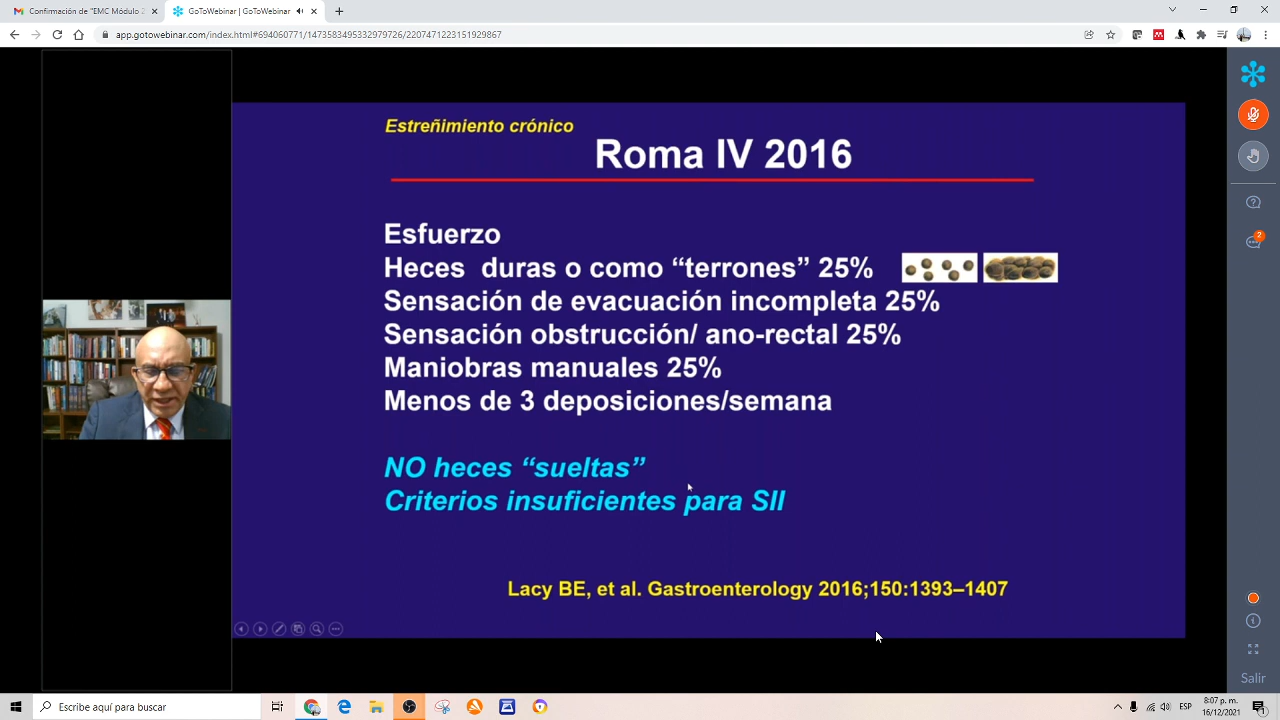 Confirmación de "EMC Módulo 2
GoToWebinar | GoToWebinar
app.gotowebinar.com/index.html#694060771/1473583495332979726/2207471223151929867
Estreñimiento crónico
Roma IV 2016
Esfuerzo
Heces duras o como “terrones” 25%
Sensación de evacuación incompleta 25%
Sensación obstrucción/ ano-rectal 25%
Maniobras manuales 25%
Menos de 3 deposiciones/semana
NO heces “sueltas”
Criterios insuficientes para SII
Lacy BE, et al. Gastroenterology 2016;150:1393–1407
2
Salir
Escribe aquí para buscar
ESP
8:07 p. m.
16/12/2021
1